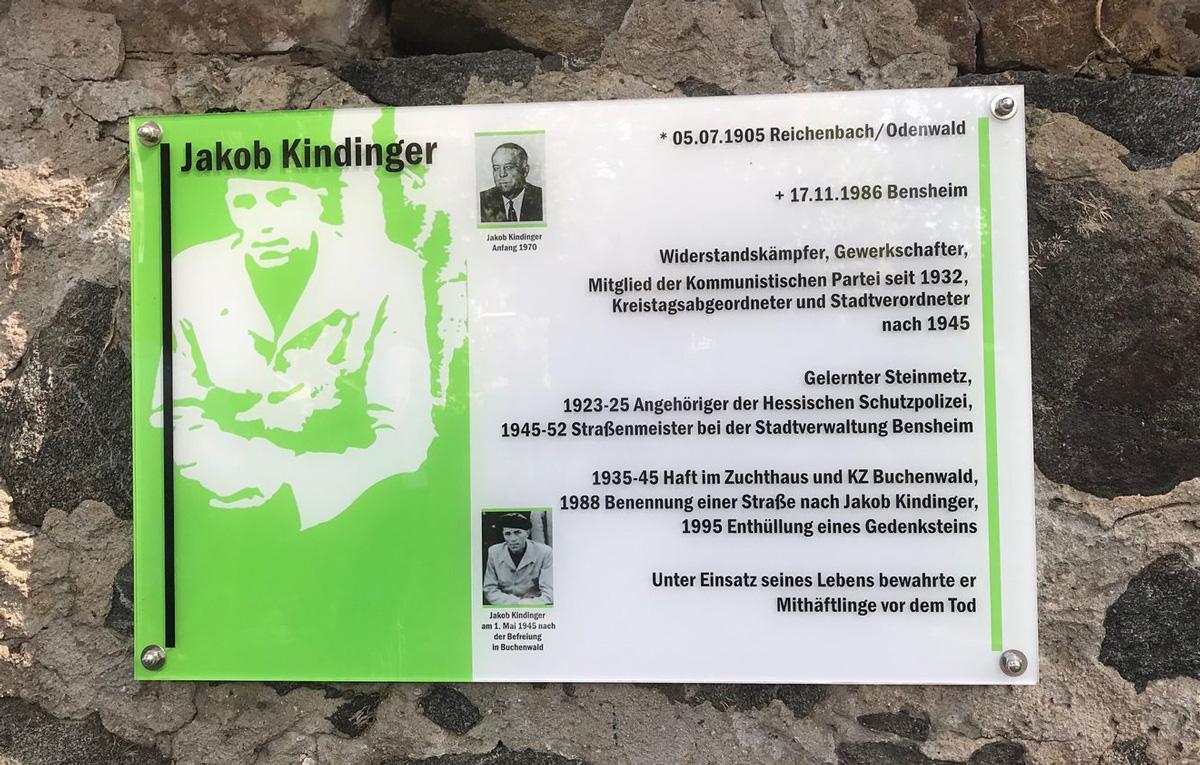 Jakob Kindinger
Jakob Kindinger
Anfang 1970
* 05.07.1905 Reichenbach/Odenwald
+ 17.11.1986 Bensheim
Widerstandskämpfer, Gewerkschafter,
Mitglied der Kommunistischen Partei seit 1932,
Kreistagsabgeordneter und Stadtverordneter
nach 1945
Gelernter Steinmetz,
1923-25 Angehöriger der Hessischen Schutzpolizei,
1945-52 Straßenmeister bei der Stadtverwaltung Bensheim
1935-45 Haft im Zuchthaus und KZ Buchenwald,
1988 Benennung einer Straße nach Jakob Kindinger,
1995 Enthüllung eines Gedenksteins
Unter Einsatz seines Lebens bewahrte er
Mithäftlinge vor dem Tod
Jakob Kindinger
am 1. Mai 1945 nach
der Befreiung
in Buchenwald